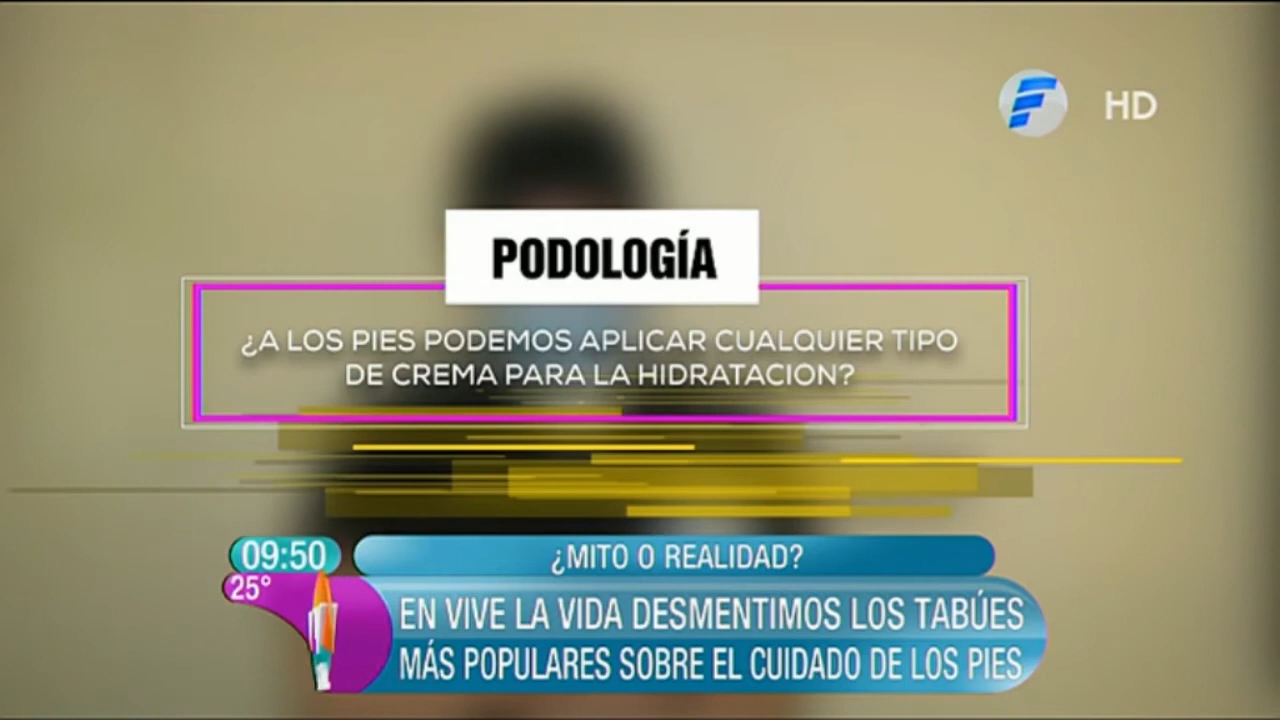 HD
PODOLOGÍA
¿A LOS PIES PODEMOS APLICAR CUALQUIER TIPO
DE CREMA PARA LA HIDRATACION?
09:50
¿MITO O REALIDAD?
25°
EN VIVE LA VIDA DESMENTIMOS LOS TABÚES
MÁS POPULARES SOBRE EL CUIDADO DE LOS PIES